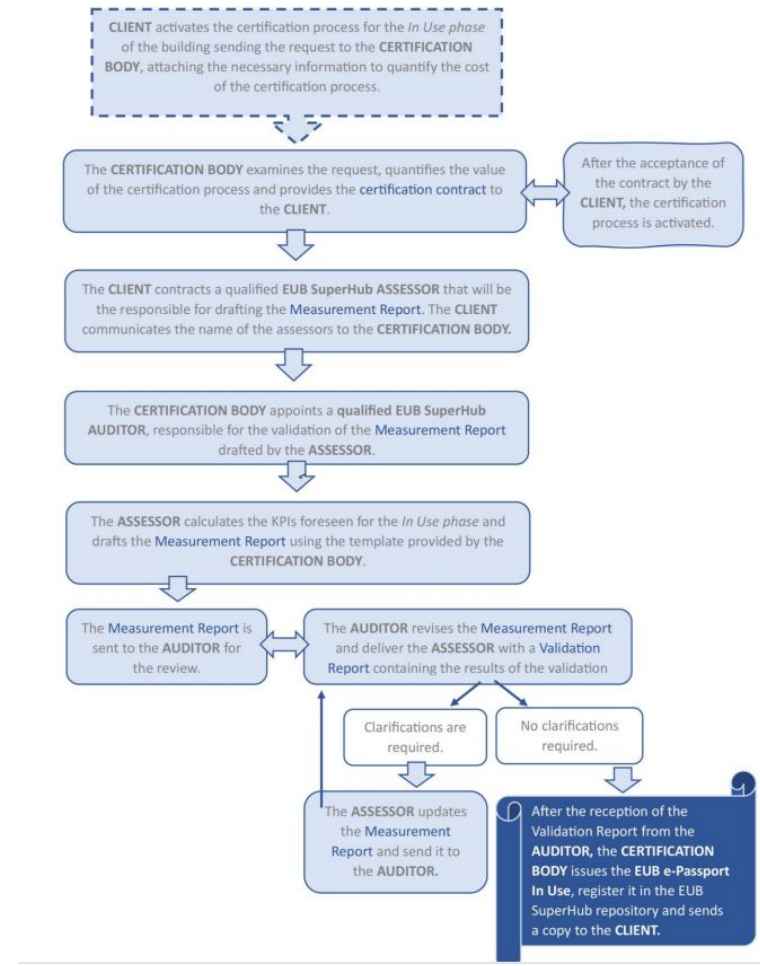 CLIENT activates the certification process for the In Use phase
of the building sending the request to the CERTIFICATION
BODY, attaching the necessary information to quantify the cost
of the certification process.
The CERTIFICATION BODY examines the request, quantifies the value
of the certification process and provides the certification contract to
the CLIENT.
After the acceptance of
the contract by the
CLIENT, the certification
process is activated.
The CLIENT contracts a qualified EUB SuperHub ASSESSOR that will be
the responsible for drafting the Measurement Report. The CLIENT
communicates the name of the assessors to the CERTIFICATION BODY.
The CERTIFICATION BODY appoints a qualified EUB SuperHub
AUDITOR, responsible for the validation of the Measurement Report
drafted by the ASSESSOR.
The ASSESSOR calculates the KPIs foreseen for the In Use phase and
drafts the Measurement Report using the template provided by the
CERTIFICATION BODY.
The Measurement Report is
sent to the AUDITOR for
the review.
The AUDITOR revises the Measurement Report
and deliver the ASSESSOR with a Validation
Report containing the results of the validation
Clarifications are
required.
No clarifications
required.
The ASSESSOR updates
the Measurement
Report and send it to
the AUDITOR.
After the reception of the
Validation Report from the
AUDITOR, the CERTIFICATION
BODY issues the EUB e-Passport
In Use, register it in the EUB
SuperHub repository and sends
a copy to the CLIENT.